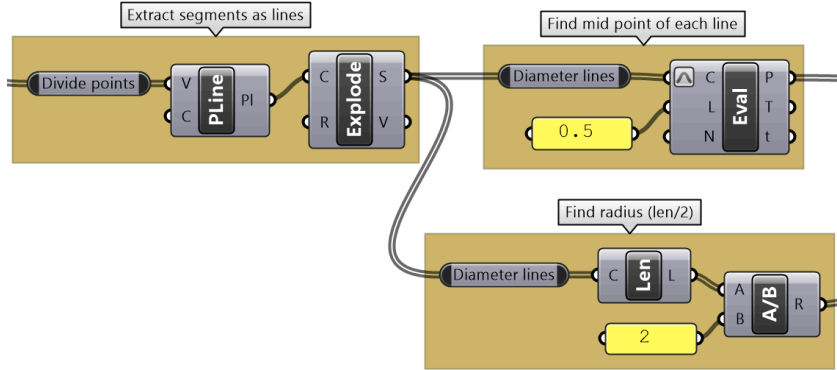 Extract segments as lines
Find mid point of each line
Divide points
V
C
PLine
Pl
C
R
Explode
S
V
Diameter lines
0.5
C
L
N
Eval
P
T
t
Find radius (len/2)
Diameter lines
C
Len
L
2
A
B
A/B
R